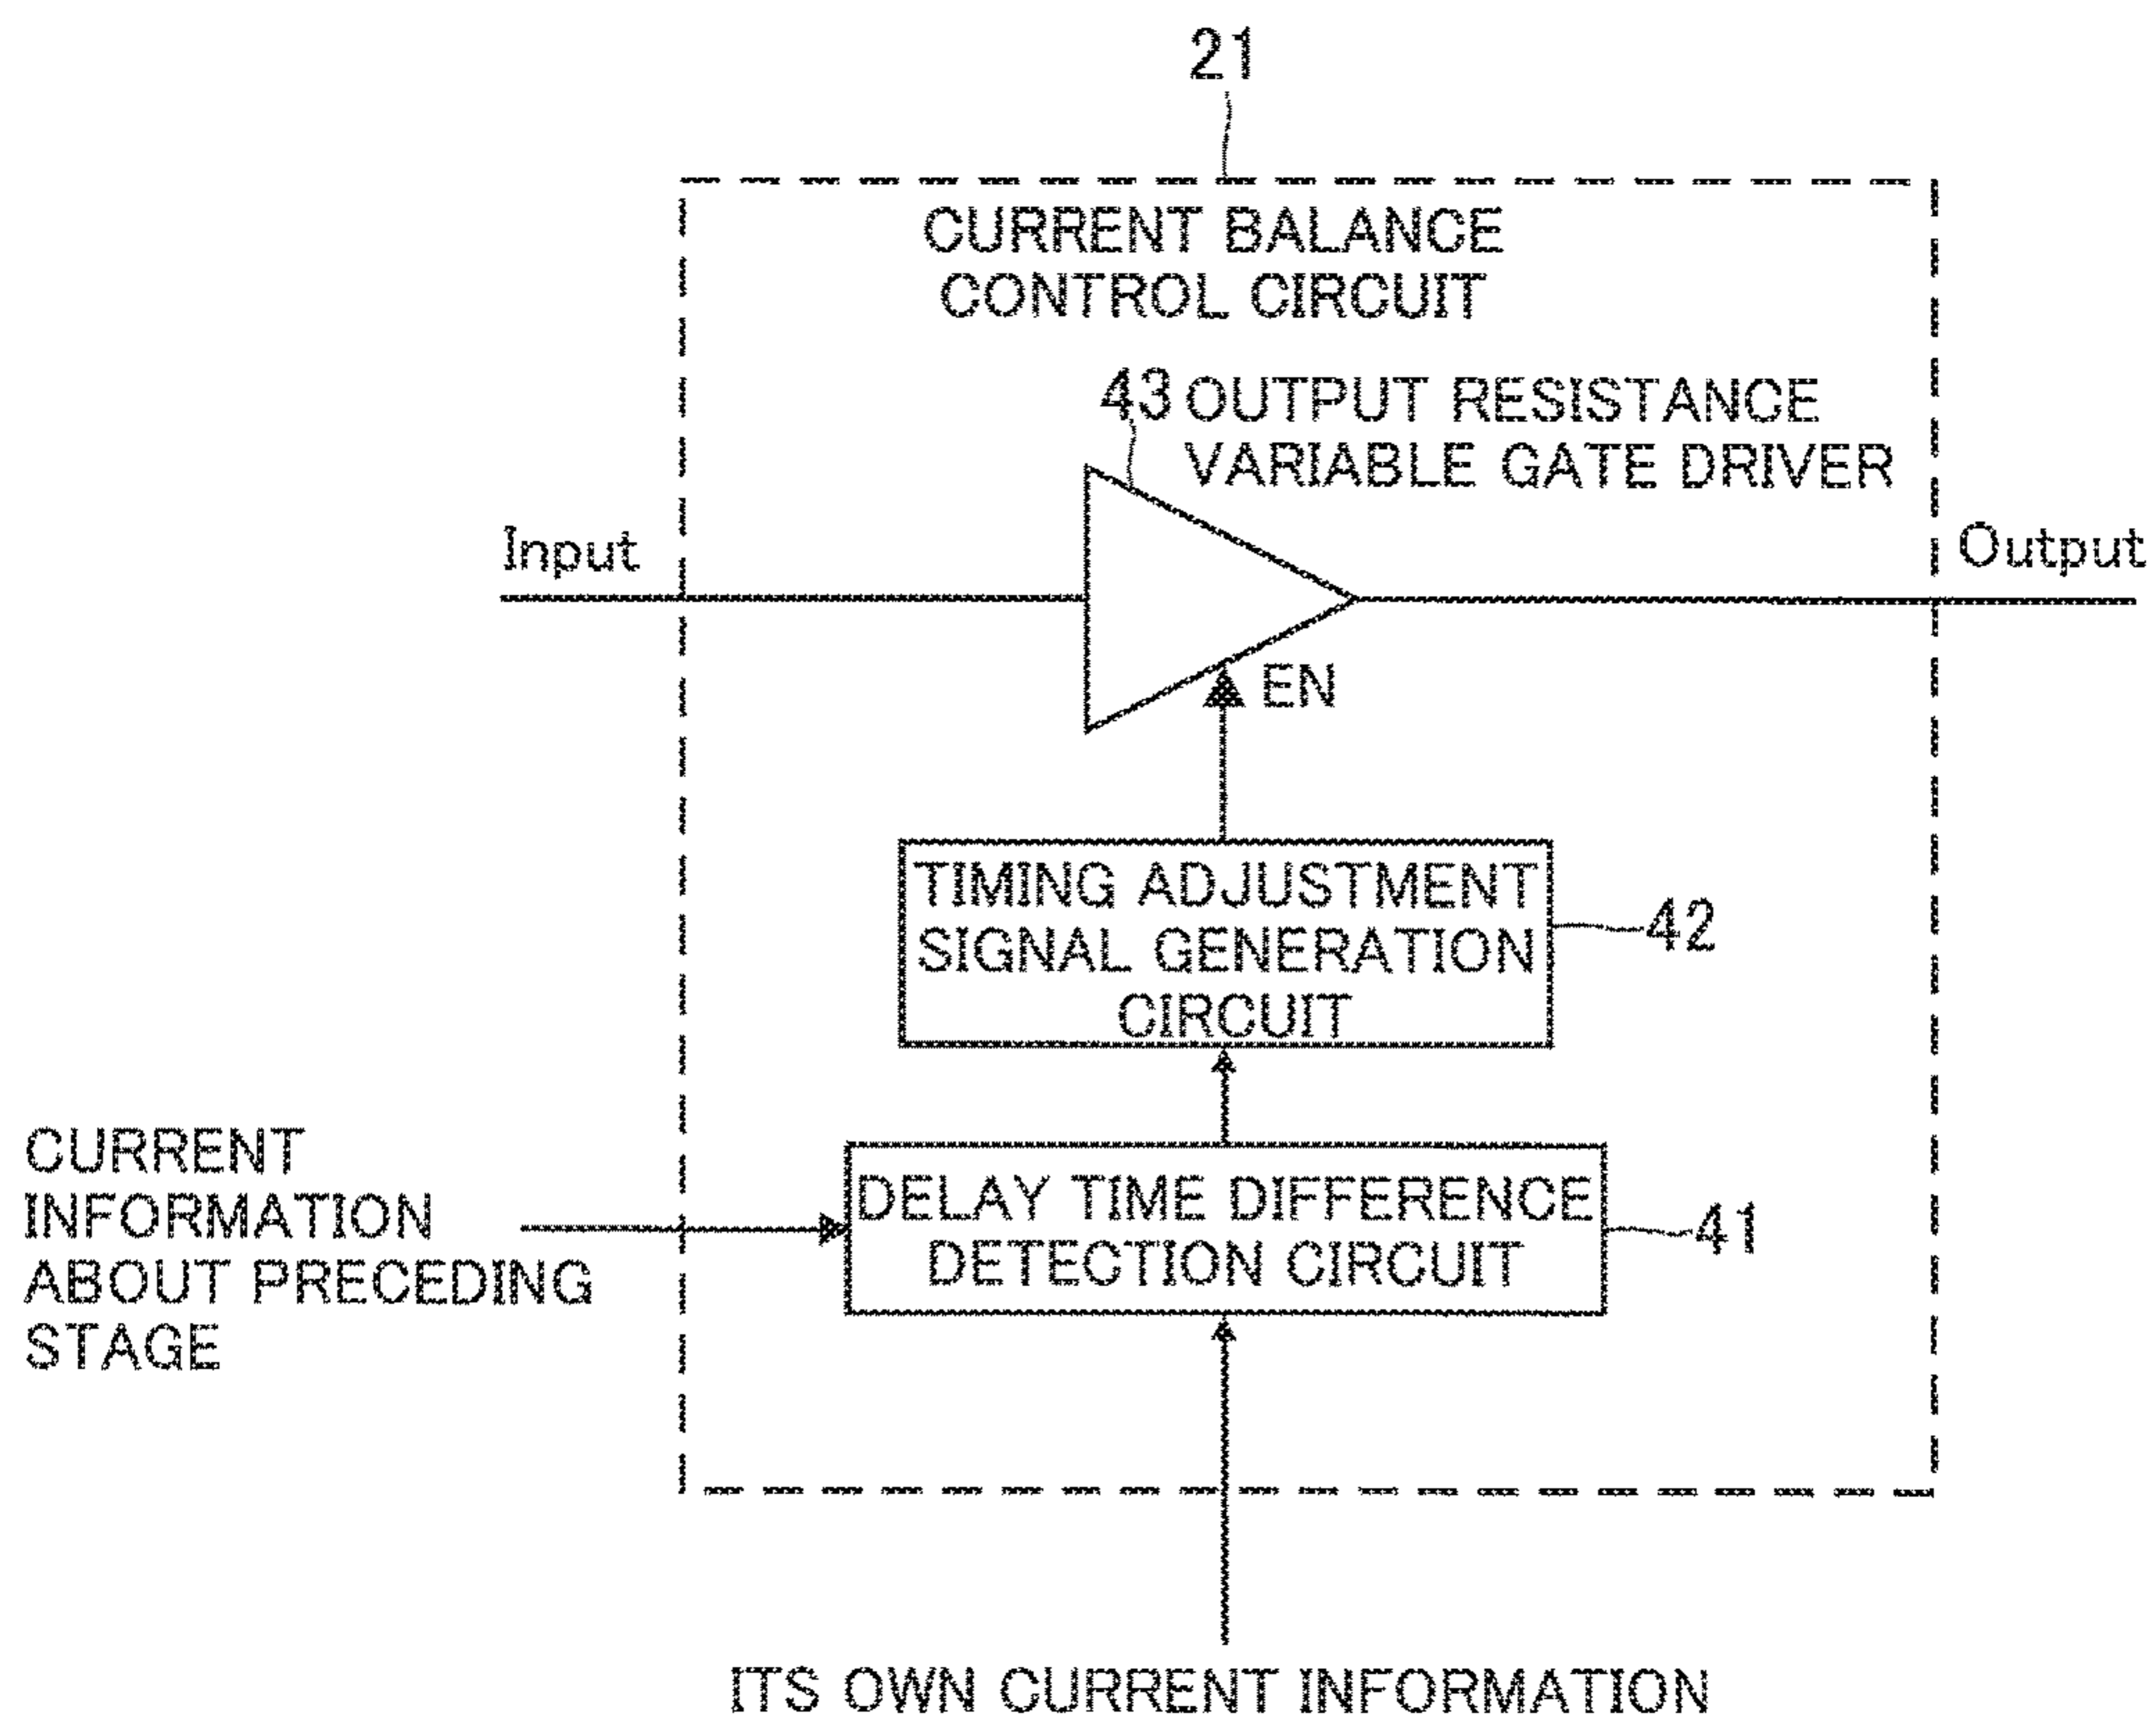 21
CURRENT BALANCE
CONTROL CIRCUIT
43 OUTPUT RESISTANCE
VARIABLE GATE DRIVER
Input
Output
EN
TIMING ADJUSTMENT
SIGNAL GENERATION
CIRCUIT
42
CURRENT
INFORMATION
ABOUT PRECEDING
STAGE
DELAY TIME DIFFERENCE
DETECTION CIRCUIT
41
ITS OWN CURRENT INFORMATION